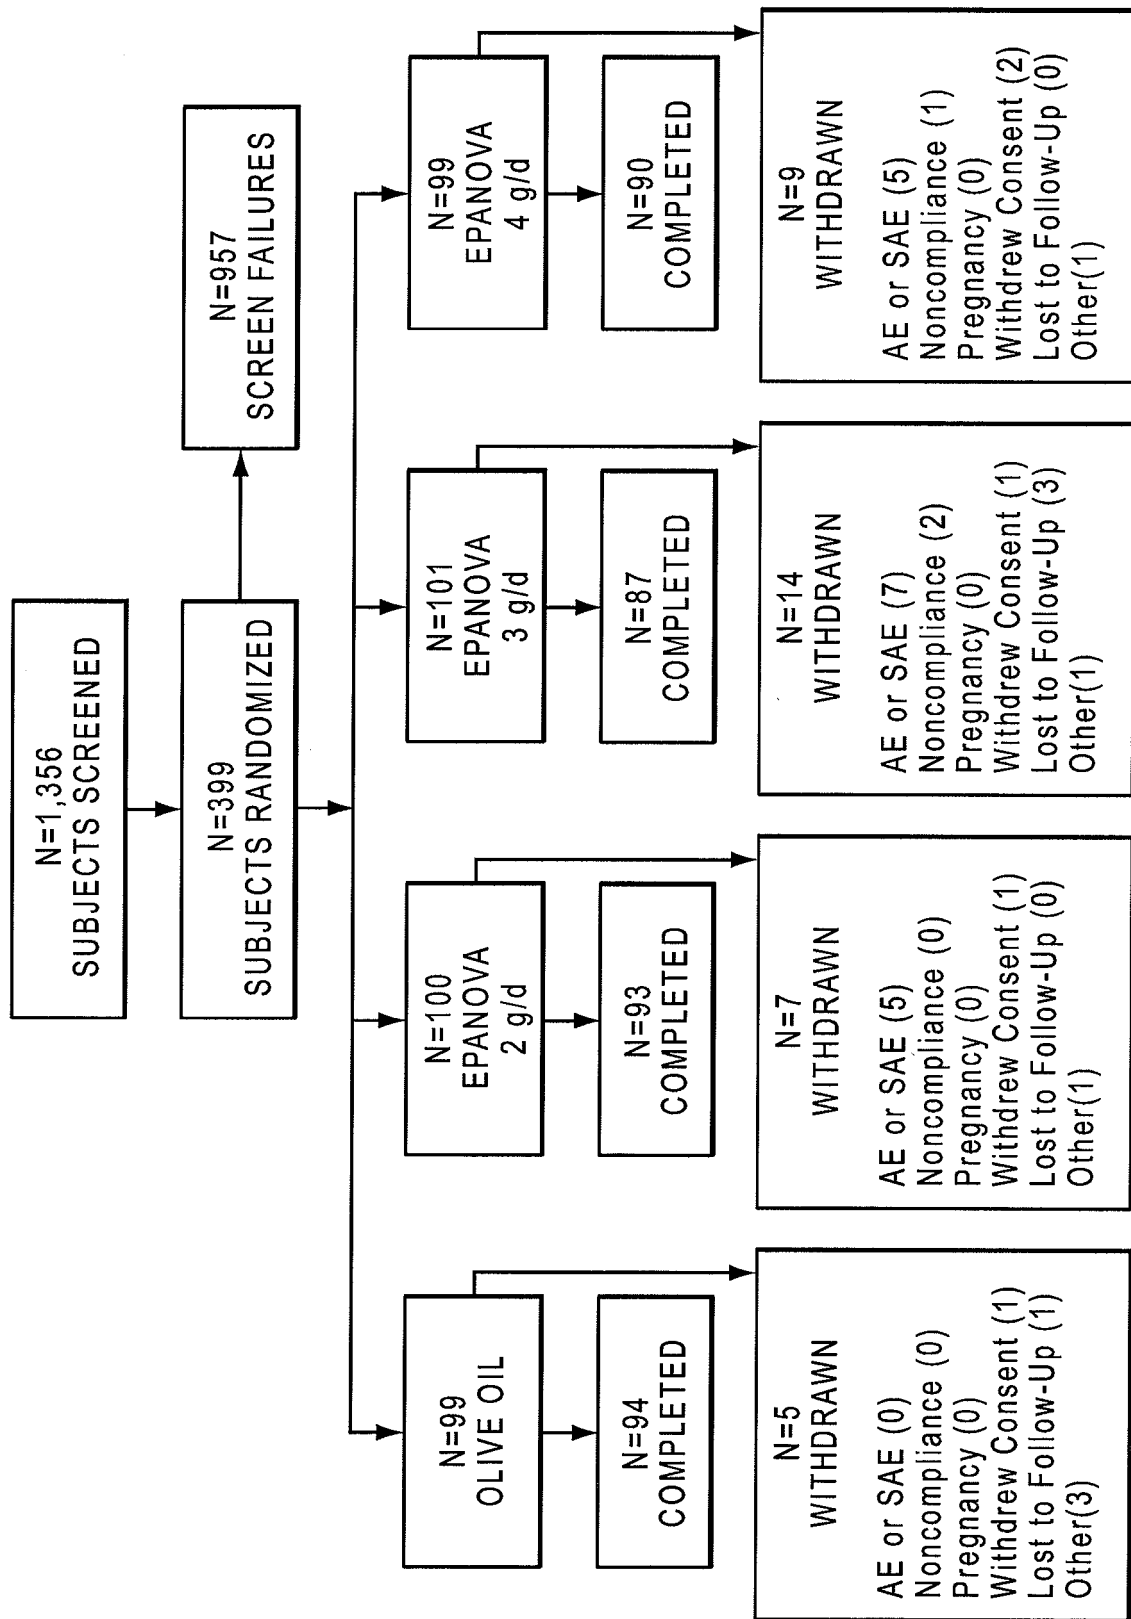 N=1,356
SUBJECTS SCREENED
N=399
SUBJECTS RANDOMIZED
N=957
SCREEN FAILURES
N=99
OLIVE OIL
N=94
COMPLETED
N=5
WITHDRAWN
AE or SAE (0)
Noncompliance (0)
Pregnancy (0)
Withdrew Consent (1)
Lost to Follow-Up (1)
Other(3)
N=100
EPANOVA
2 g/d
N=93
COMPLETED
N=7
WITHDRAWN
AE or SAE (5)
Noncompliance (0)
Pregnancy (0)
Withdrew Consent (1)
Lost to Follow-Up (0)
Other(1)
N=101
EPANOVA
3 g/d
N=87
COMPLETED
N=14
WITHDRAWN
AE or SAE (7)
Noncompliance (2)
Pregnancy (0)
Withdrew Consent (1)
Lost to Follow-Up (3)
Other(1)
N=99
EPANOVA
4 g/d
N=90
COMPLETED
N=9
WITHDRAWN
AE or SAE (5)
Noncompliance (1)
Pregnancy (0)
Withdrew Consent (2)
Lost to Follow-Up (0)
Other(1)